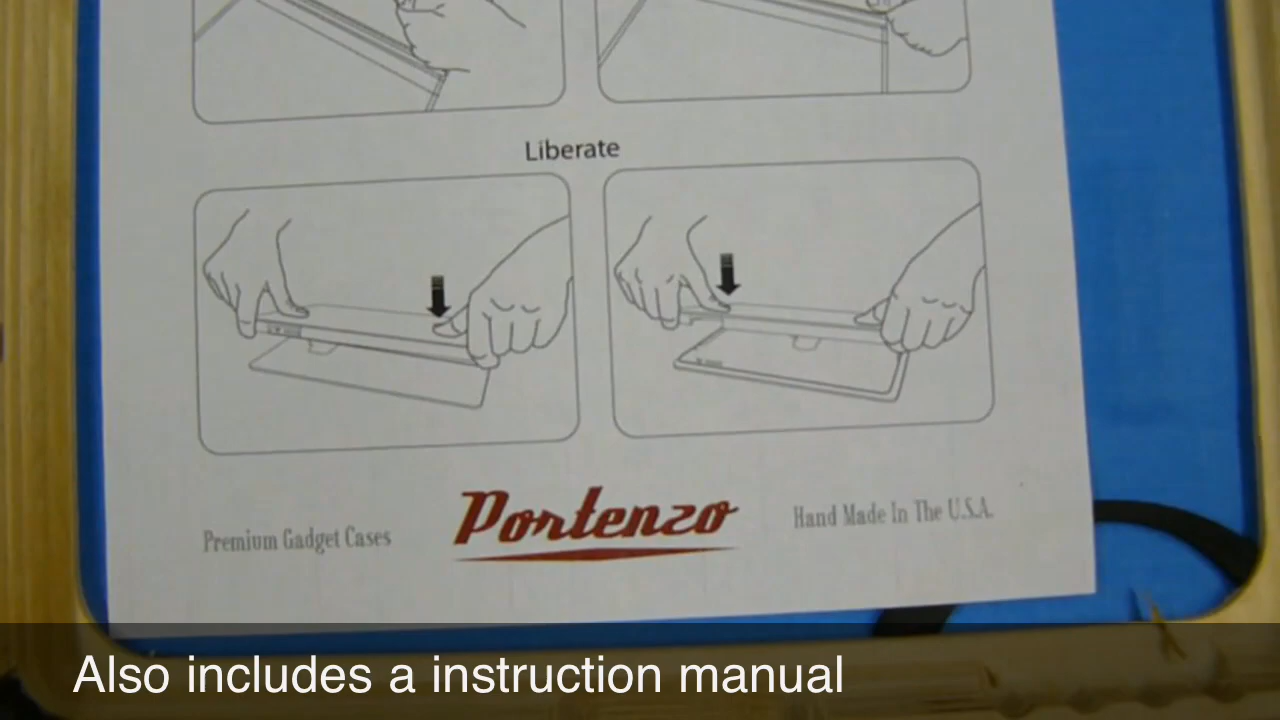 Liberate
Premium Gadget Cases
Portenzo
Hand Made In The U.S.A.
Also includes a instruction manual